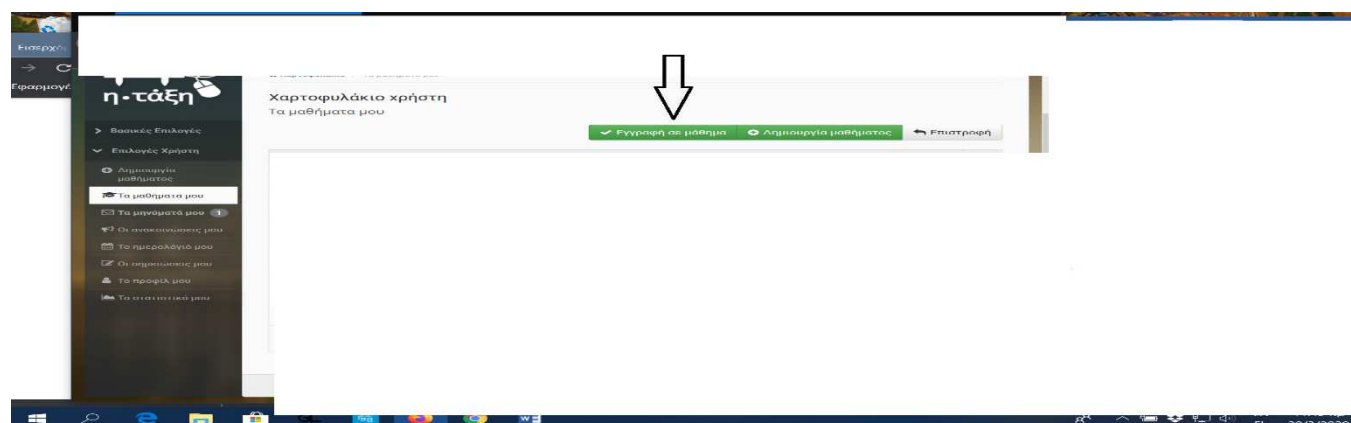 Εισερχό
Εφαρμογέ
η·τάξη
Χαρτοφυλάκιο χρήστη
Τα μαθήματα μου
Εγγραφή σε μάθημα
Δημιουργία μαθήματος
Επιστροφή
Βασικές Επιλογές
Επιλογές Χρήστη
Δημιουργία
μαθήματος
Τα μαθήματα μου
Τα μηνύματά μου 1
Οι ανακοινώσεις μου
Το ημερολόγιό μου
Οι σημειώσεις μου
Το προφίλ μου
Τα στατιστικά μου